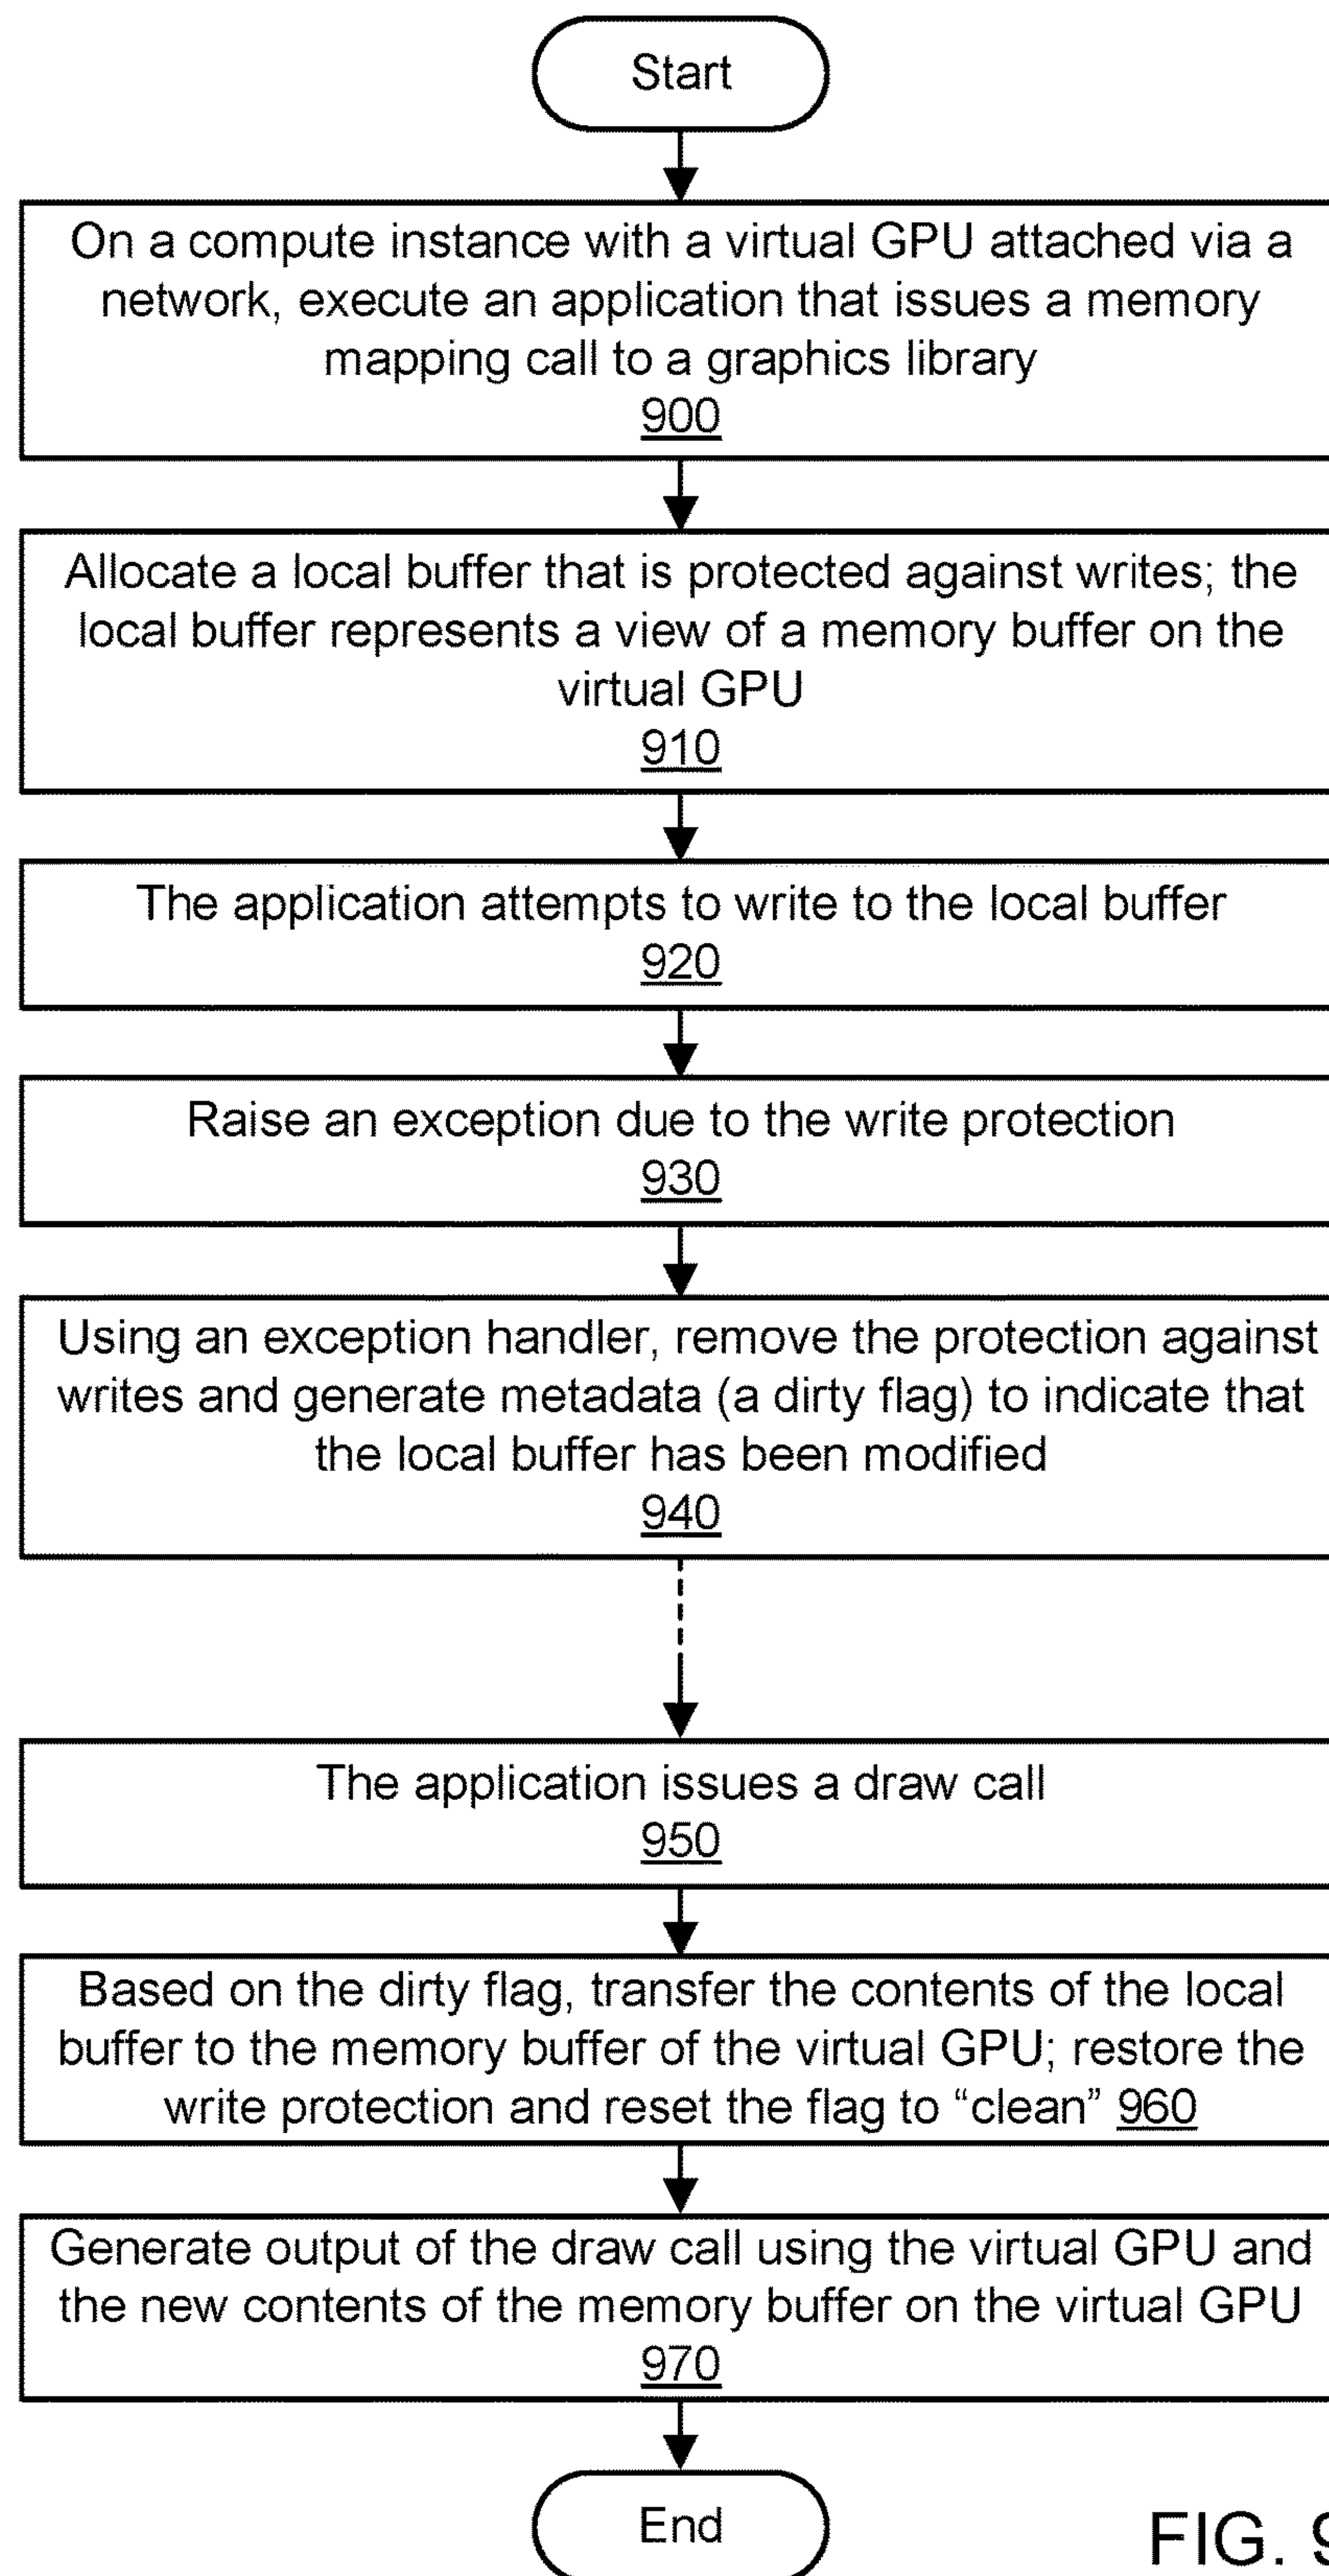 Start
On a compute instance with a virtual GPU attached via a
network, execute an application that issues a memory
mapping call to a graphics library
900
Allocate a local buffer that is protected against writes; the
local buffer represents a view of a memory buffer on the
virtual GPU
910
The application attempts to write to the local buffer
920
Raise an exception due to the write protection
930
Using an exception handler, remove the protection against
writes and generate metadata (a dirty flag) to indicate that
the local buffer has been modified
940
The application issues a draw call
950
Based on the dirty flag, transfer the contents of the local
buffer to the memory buffer of the virtual GPU; restore the
write protection and reset the flag to “clean” 960
Generate output of the draw call using the virtual GPU and
the new contents of the memory buffer on the virtual GPU
970
End
FIG. 9